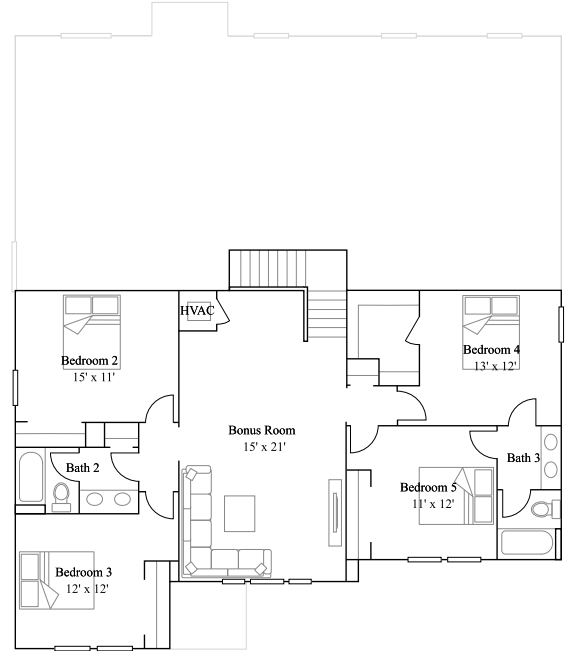 HVAC
Bedroom 2
15' x 11'
Bedroom 4
13' x 12'
Bonus Room
15' x 21'
Bath 2
Bath 3
Bedroom 5
11' x 12'
Bedroom 3
12' x 12'